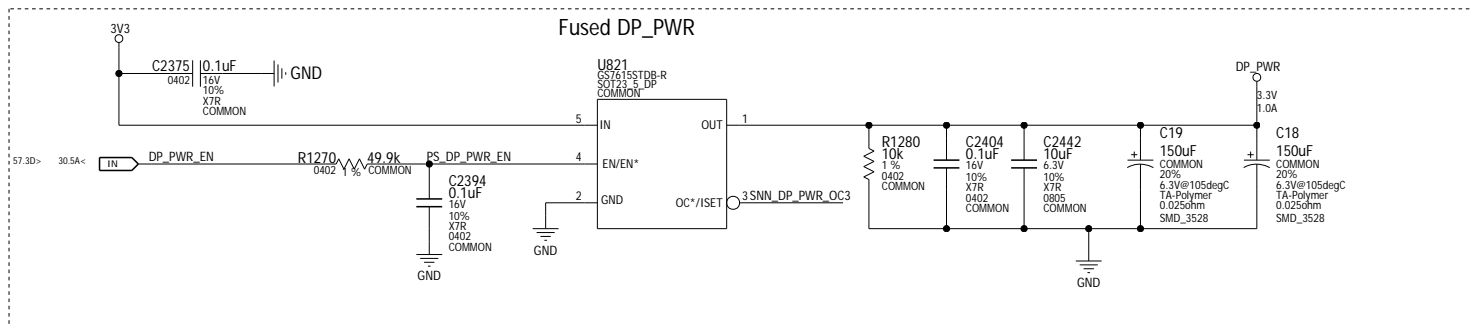 Fused DP_PWR
3V3
C2375 0.1uF
0402 16V
10%
X7R
COMMON
GND
U821
GS7615STDB-R
SOT23_5_DP
COMMON
5 IN
OUT 1
4 EN/EN*
2 GND
OC*/ISET 3 SNN_DP_PWR_OC3
57.3D> 30.5A< IN DP_PWR_EN
R1270 49.9k
0402 1 % COMMON
PS_DP_PWR_EN
C2394
0.1uF
16V
10%
X7R
0402
COMMON
GND
GND
R1280
10k
1 %
0402
COMMON
C2404
0.1uF
16V
10%
X7R
0402
COMMON
C2442
10uF
6.3V
10%
X7R
0805
COMMON
DP_PWR
3.3V
1.0A
C19
150uF
+ COMMON
20%
6.3V@105degC
TA-Polymer
0.025ohm
SMD_3528
C18
150uF
+ COMMON
20%
6.3V@105degC
TA-Polymer
0.025ohm
SMD_3528
GND